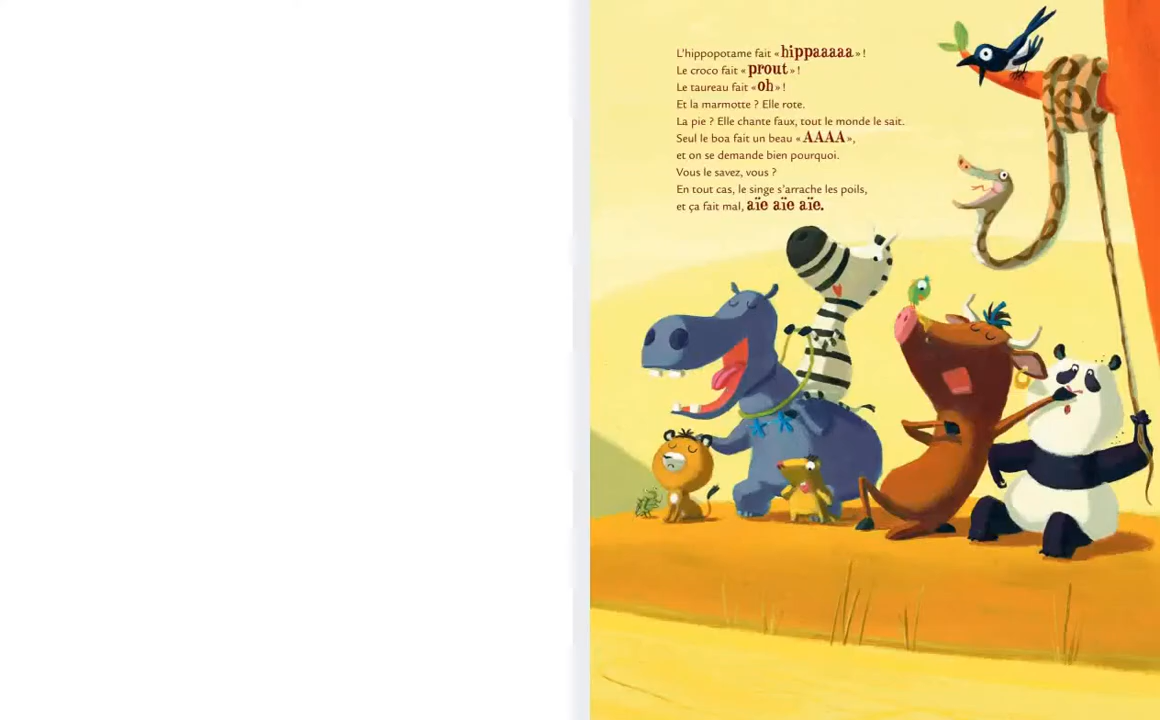 L'hippopotame fait « hippaaaaa » !
Le croco fait « prout » !
Le taureau fait « oh » !
Et la marmotte ? Elle rote.
La pie ? Elle chante faux, tout le monde le sait.
Seul le boa fait un beau « AAAA »,
et on se demande bien pourquoi.
Vous le savez, vous ?
En tout cas, le singe s'arrache les poils,
et ça fait mal, aïe aïe aïe.